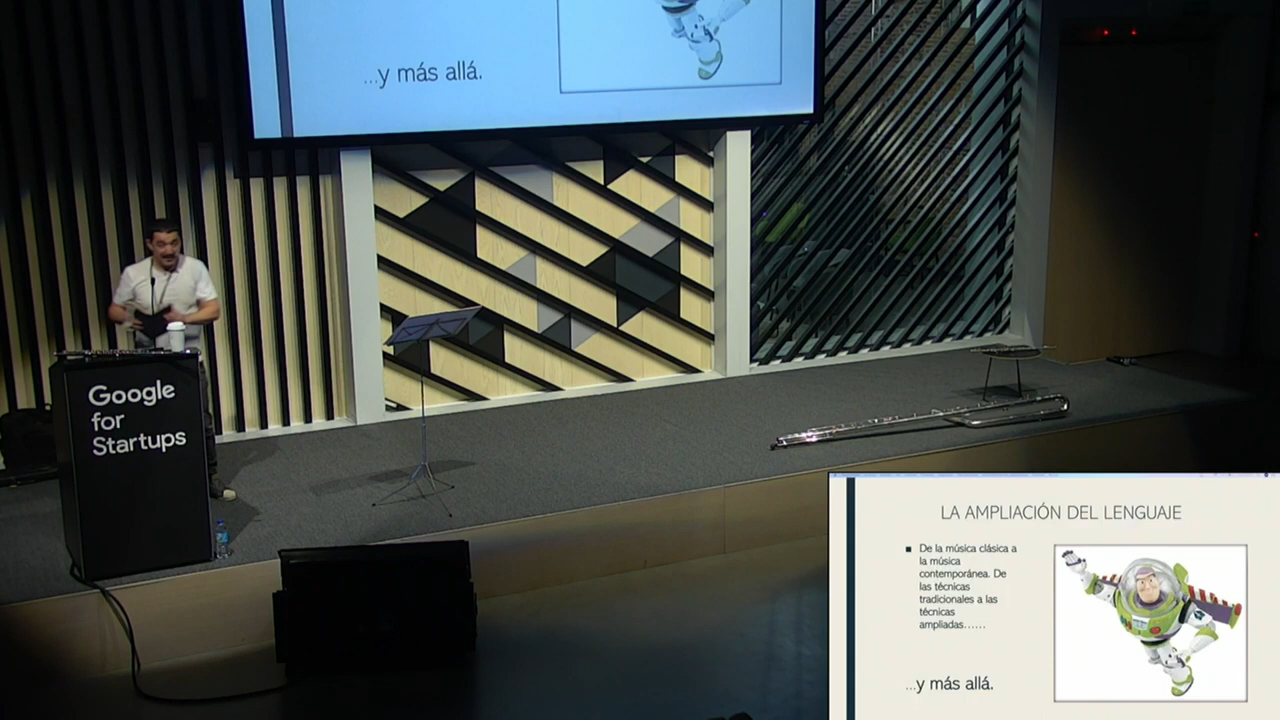 ...y más allá.
Google
for
Startups
LA AMPLIACIÓN DEL LENGUAJE
De la música clásica a
la música
contemporánea. De
las técnicas
tradicionales a las
técnicas
ampliadas......
...y más allá.